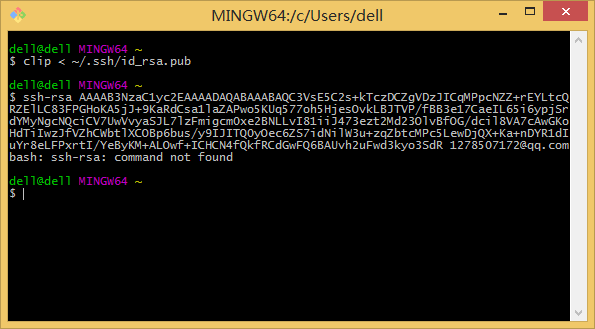 MINGW64:/c/Users/dell
dell@dell MINGW64 ~
$ clip < ~/.ssh/id_rsa.pub
dell@dell MINGW64 ~
$ ssh-rsa AAAAB3NzaC1yc2EAAAADAQABAAABAQC3VsE5C2s+kTczDCZgVDzJICqMPpcNZZ+rEYLtcQ
RZElLC83FPGHoKA5jJ+9KaRdCsa1laZAPwo5KUq577oh5HjesOvkLBJTVP/fBB3e17CaeIL65i6ypjSr
dYMyNgcNQciCV7UwVvyaSJL7lzFmigcmOxe2BNLLvI81iiJ473ezt2Md23OlvBfOG/dcil8VA7cAwGKo
HdTiIwzJfVZhCWbtlXCOBp6bus/y9IJITQOyOec6ZS7idNilW3u+zqZbtcMPc5LewDjQX+Ka+nDYR1dI
uYr8eLFPxrtI/YeByKM+ALOwf+ICHCN4fQkfRCdGwFQ6BAUvh2uFwd3kyo3SdR 1278507172@qq.com
bash: ssh-rsa: command not found
dell@dell MINGW64 ~
$